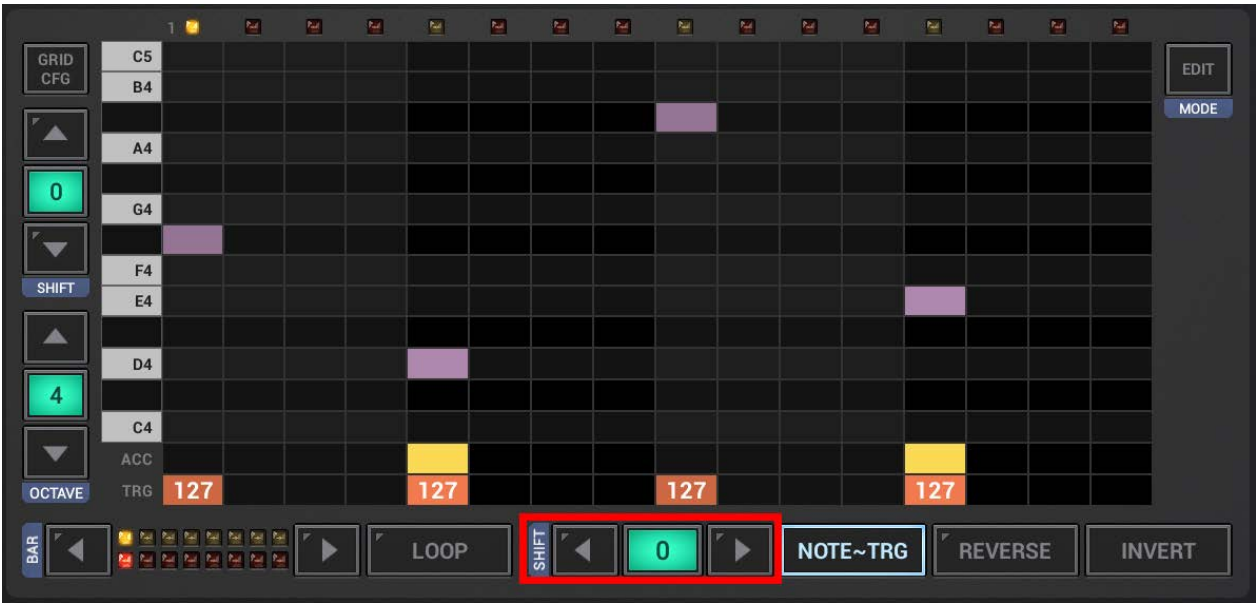 1
GRID
CFG
C5
EDIT
B4
MODE
A4
0
G4
F4
SHIFT
E4
D4
4
C4
ACC
OCTAVE
TRG 127 127 127 127
BAR
LOOP
SHIFT
0
NOTE~TRG
REVERSE
INVERT